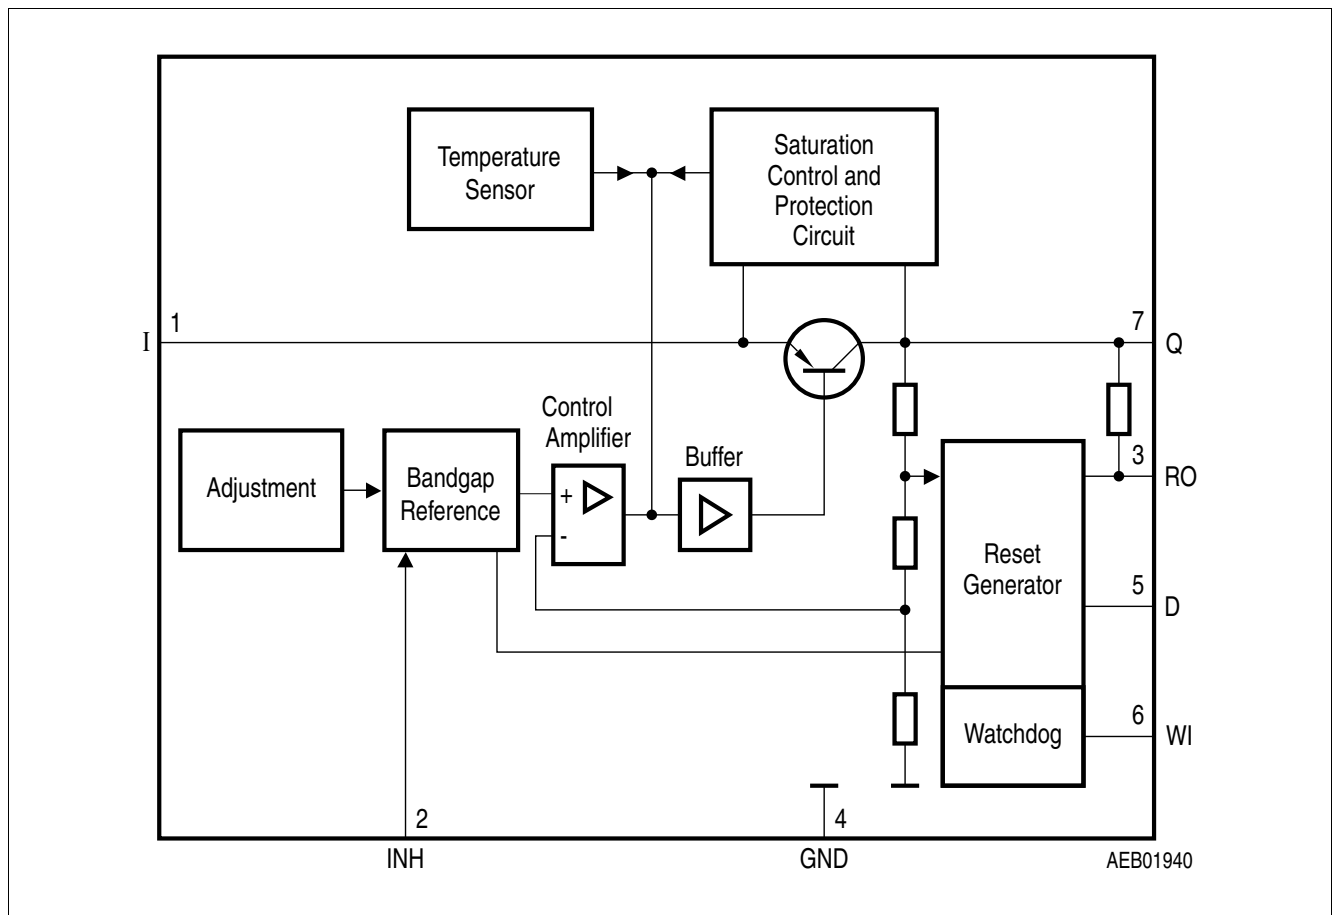 Temperature
Sensor
Saturation
Control and
Protection
Circuit
1
I
7
Q
Control
Amplifier
Buffer
Adjustment
Bandgap
Reference
+
-
3
RO
Reset
Generator
5
D
Watchdog
6
WI
2
INH
4
GND
AEB01940